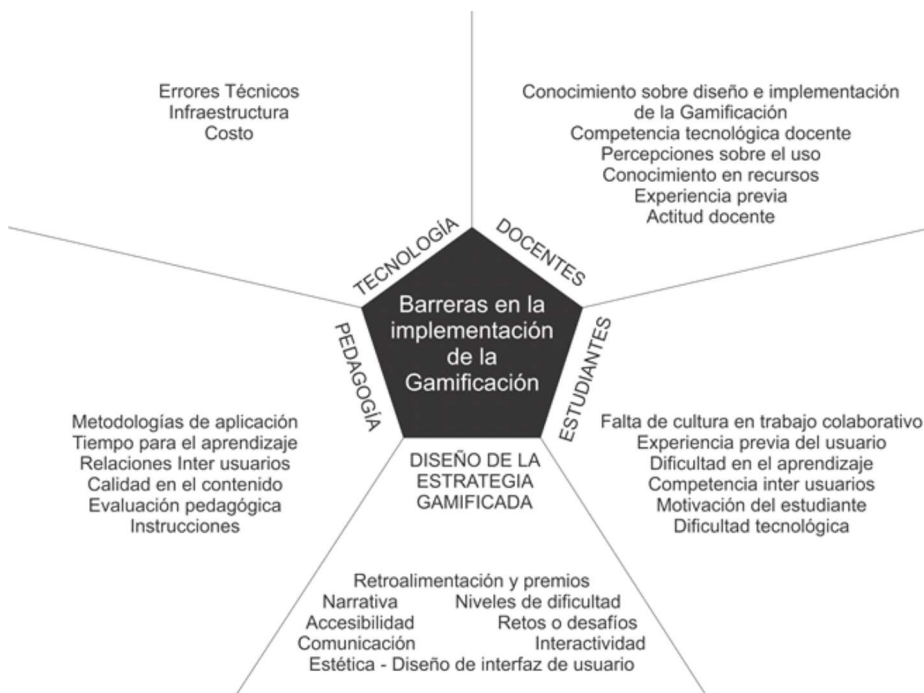 Errores Técnicos
Infraestructura
Costo
Conocimiento sobre diseño e implementación
de la Gamificación
Competencia tecnológica docente
Percepciones sobre el uso
Conocimiento en recursos
Experiencia previa
Actitud docente
TECNOLOGÍA
DOCENTES
Barreras en la
implementación
de la
Gamificación
PEDAGOGÍA
ESTUDIANTES
Metodologías de aplicación
Tiempo para el aprendizaje
Relaciones Inter usuarios
Calidad en el contenido
Evaluación pedagógica
Instrucciones
Falta de cultura en trabajo colaborativo
Experiencia previa del usuario
Dificultad en el aprendizaje
Competencia inter usuarios
Motivación del estudiante
Dificultad tecnológica
DISEÑO DE LA
ESTRATEGIA
GAMIFICADA
Retroalimentación y premios
Narrativa Niveles de dificultad
Accesibilidad Retos o desafíos
Comunicación Interactividad
Estética - Diseño de interfaz de usuario